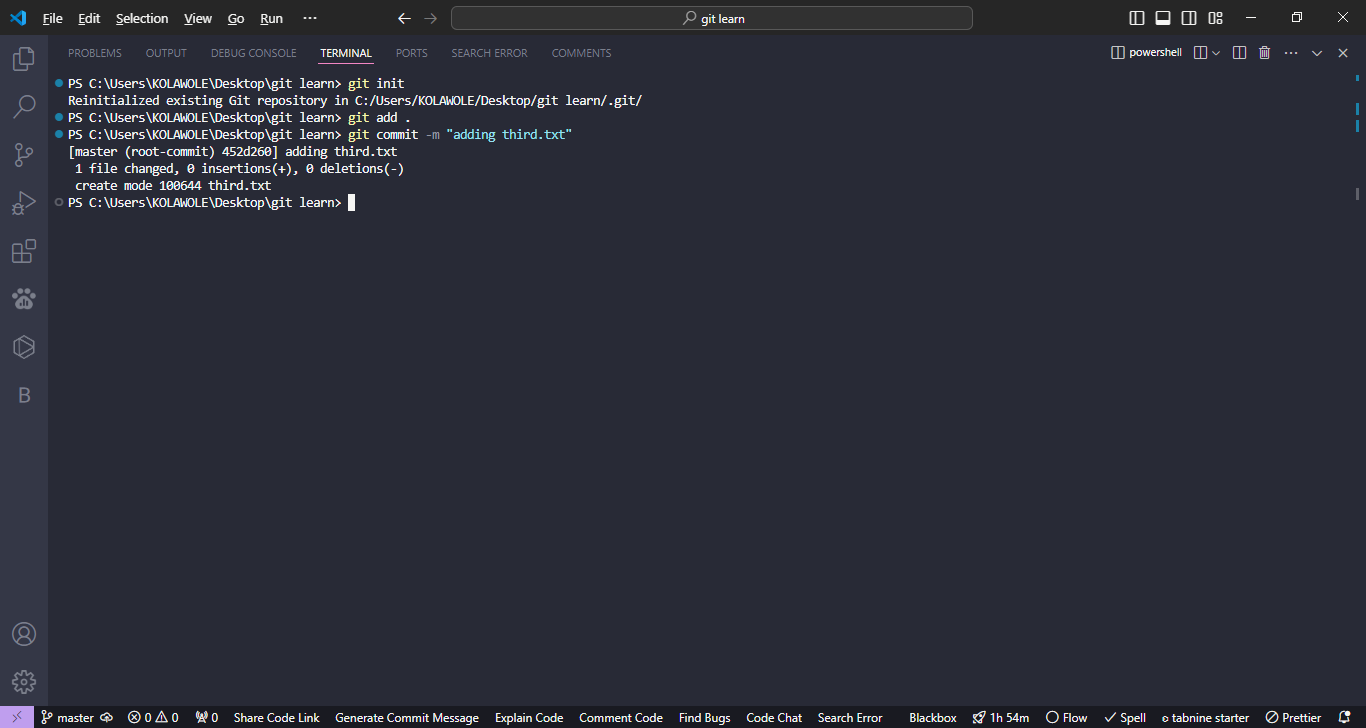 File Edit Selection View Go Run ··· git learn
PROBLEMS OUTPUT DEBUG CONSOLE TERMINAL PORTS SEARCH ERROR COMMENTS powershell
PS C:\Users\KOLAWOLE\Desktop\git learn> git init
Reinitialized existing Git repository in C:/Users/KOLAWOLE/Desktop/git learn/.git/
PS C:\Users\KOLAWOLE\Desktop\git learn> git add .
PS C:\Users\KOLAWOLE\Desktop\git learn> git commit -m "adding third.txt"
[master (root-commit) 452d260] adding third.txt
1 file changed, 0 insertions(+), 0 deletions(-)
create mode 100644 third.txt
PS C:\Users\KOLAWOLE\Desktop\git learn>
B
master 0 0 0 Share Code Link Generate Commit Message Explain Code Comment Code Find Bugs Code Chat Search Error Blackbox 1h 54m Flow Spell tabnine starter Prettier